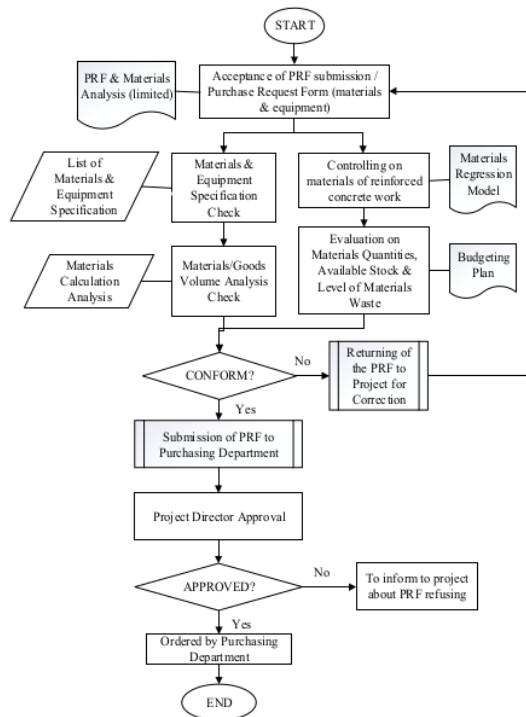 START
PRF & Materials
Analysis (limited)
Acceptance of PRF submission /
Purchase Request Form (materials
& equipment)
List of
Materials &
Equipment
Specification
Materials &
Equipment
Specification
Check
Controlling on
materials of reinforced
concrete work
Materials
Regression
Model
Materials
Calculation
Analysis
Materials/Goods
Volume Analysis
Check
Evaluation on
Materials Quantities,
Available Stock &
Level of Materials
Waste
Budgeting
Plan
CONFORM?
No
Returning of
the PRF to
Project for
Correction
Yes
Submission of PRF to
Purchasing Department
Project Director Approval
APPROVED?
No
To inform to project
about PRF refusing
Yes
Ordered by Purchasing
Department
END